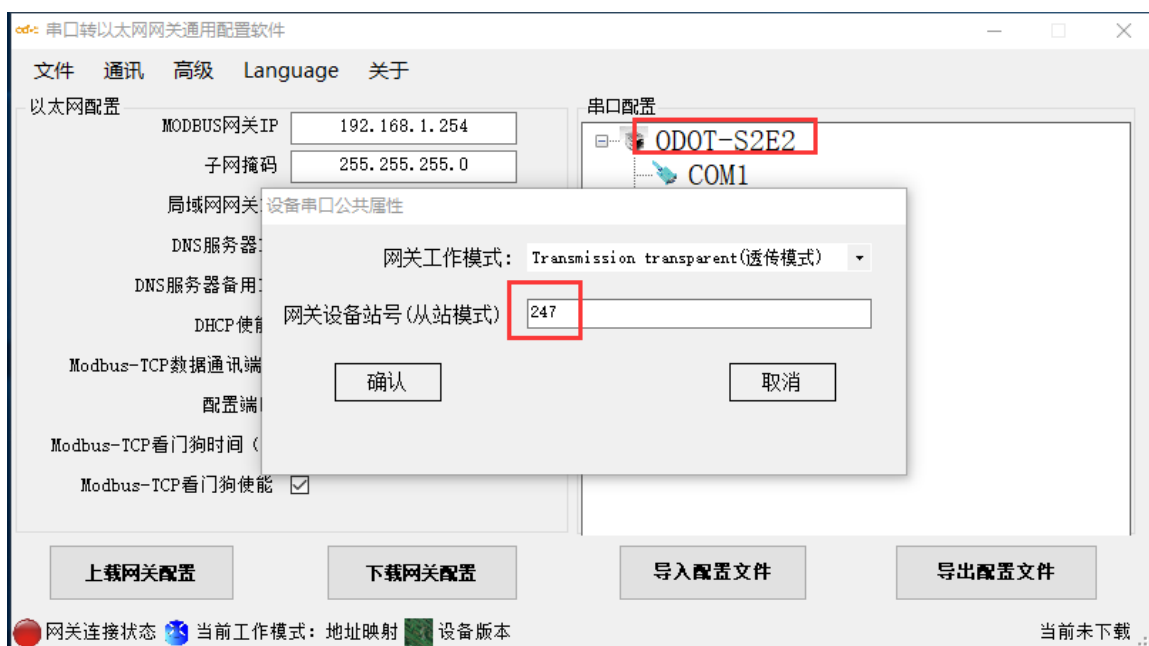 odot 串口转以太网网关通用配置软件
文件 通讯 高级 Language 关于
以太网配置
MODBUS网关IP 192.168.1.254
子网掩码 255.255.255.0
局域网网关
DNS服务器
DNS服务器备用
DHCP使能
Modbus-TCP数据通讯端
配置端
Modbus-TCP看门狗时间（
Modbus-TCP看门狗使能
串口配置
ODOT-S2E2
COM1
设备串口公共属性
网关工作模式: Transmission transparent(透传模式)
网关设备站号(从站模式) 247
确认 取消
上载网关配置 下载网关配置 导入配置文件 导出配置文件
网关连接状态 当前工作模式: 地址映射 设备版本 当前未下载